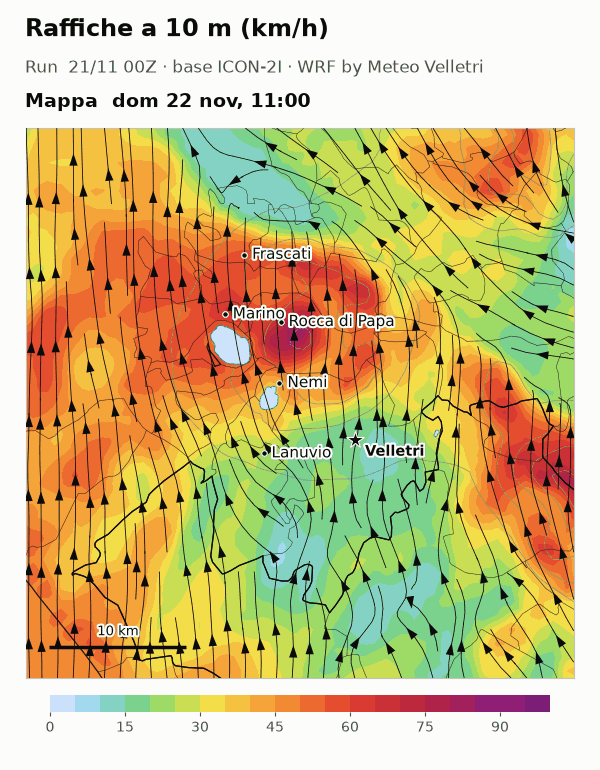 Raffiche a 10 m (km/h)
Run  21/11 00Z · base ICON-2I · WRF by Meteo Velletri
Mappa  dom 22 nov, 11:00
Frascati
Marino
Rocca di Papa
Nemi
Velletri
Lanuvio
10 km
0 15 30 45 60 75 90